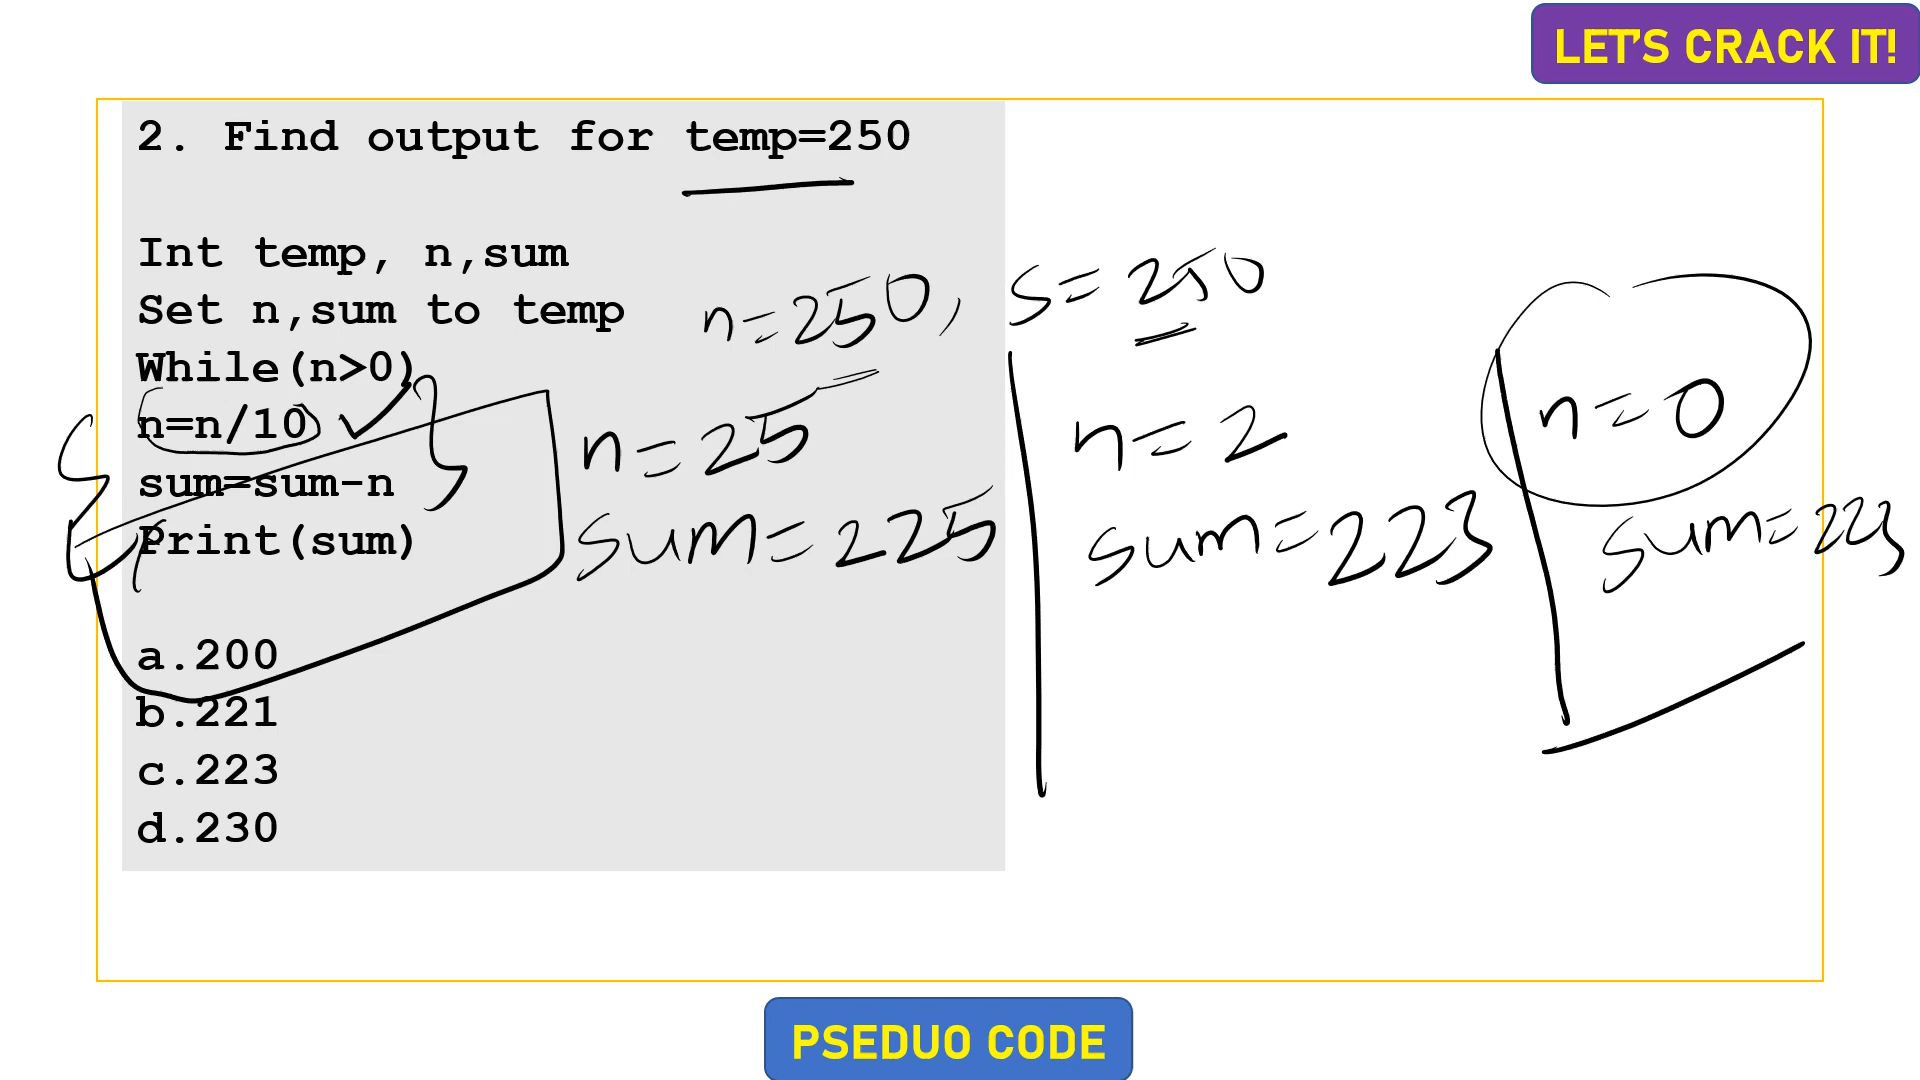 LET'S CRACK IT!
2. Find output for temp=250
Int temp, n,sum
Set n,sum to temp
n=250, s=250
While(n>0)
n=n/10
n=25
n=2
n=0
sum=sum-n
Print(sum)
sum=225
sum=223
sum=223
a.200
b.221
c.223
d.230
PSEDUO CODE